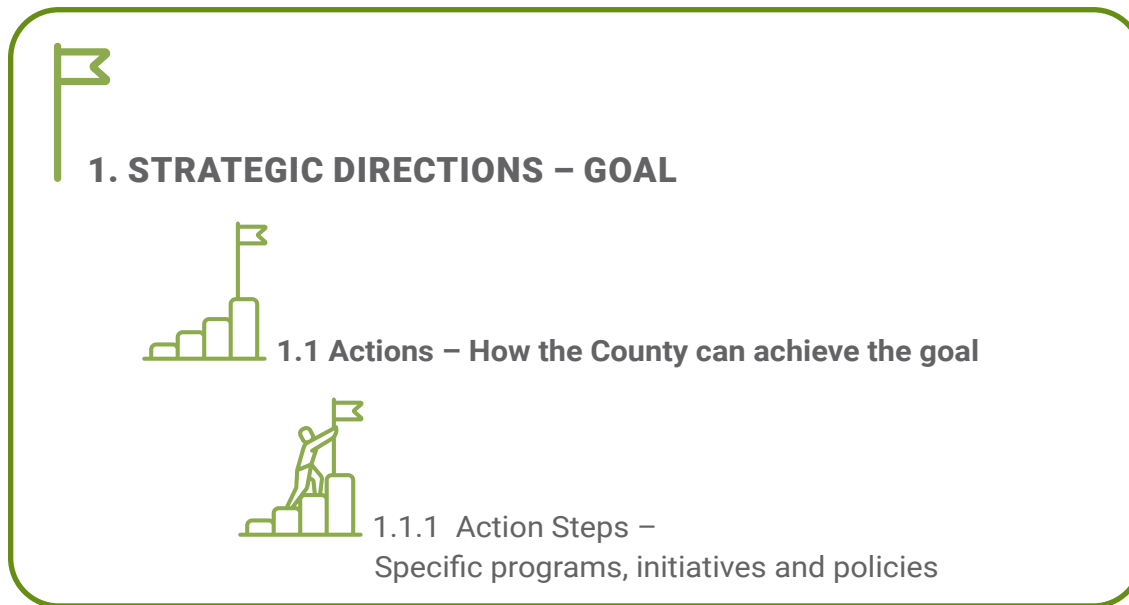 1. STRATEGIC DIRECTIONS – GOAL
1.1 Actions – How the County can achieve the goal
1.1.1 Action Steps –
Specific programs, initiatives and policies